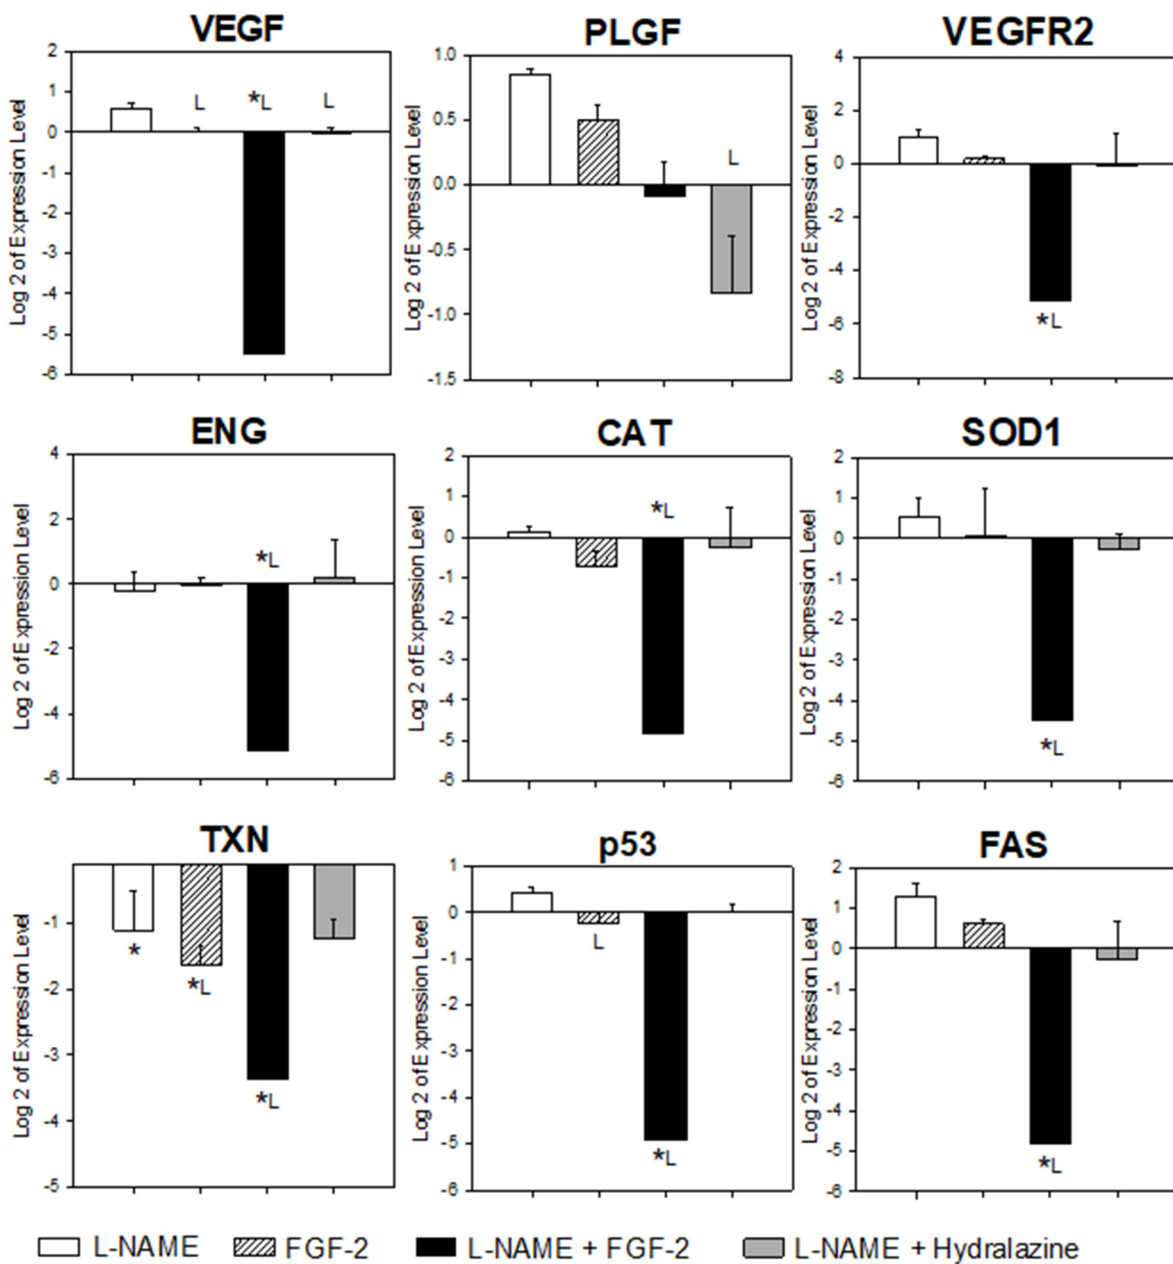 VEGF
Log 2 of Expression Level
2
1
0
-1
-2
-3
-4
-5
-6
L
*L
L
PLGF
Log 2 of Expression Level
1.0
0.5
0.0
-0.5
-1.0
-1.5
L
VEGFR2
Log 2 of Expression Level
4
2
0
-2
-4
-6
-8
*L
ENG
Log 2 of Expression Level
4
2
0
-2
-4
-6
*L
CAT
Log 2 of Expression Level
2
1
0
-1
-2
-3
-4
-5
-6
*L
SOD1
Log 2 of Expression Level
2
1
0
-1
-2
-3
-4
-5
-6
*L
TXN
Log 2 of Expression Level
-1
-2
-3
-4
-5
*
*L
*L
p53
Log 2 of Expression Level
1
0
-1
-2
-3
-4
-5
-6
L
*L
FAS
Log 2 of Expression Level
2
1
0
-1
-2
-3
-4
-5
-6
*L
L-NAME FGF-2 L-NAME + FGF-2 L-NAME + Hydralazine